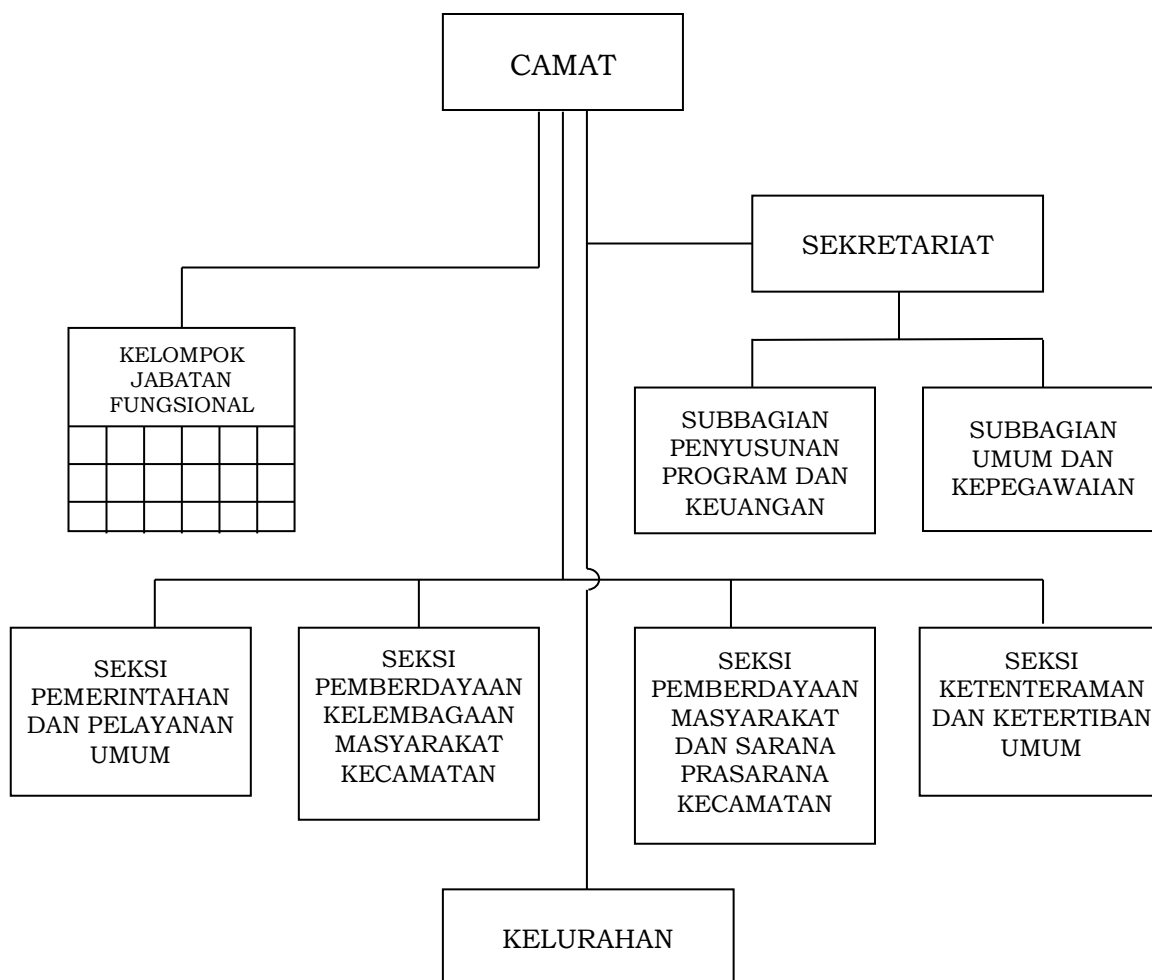 CAMAT
SEKRETARIAT
KELOMPOK
JABATAN
FUNGSIONAL
SUBBAGIAN
PENYUSUNAN
PROGRAM DAN
KEUANGAN
SUBBAGIAN
UMUM DAN
KEPEGAWAIAN
SEKSI
PEMERINTAHAN
DAN PELAYANAN
UMUM
SEKSI
PEMBERDAYAAN
KELEMBAGAAN
MASYARAKAT
KECAMATAN
SEKSI
PEMBERDAYAAN
MASYARAKAT
DAN SARANA
PRASARANA
KECAMATAN
SEKSI
KETENTERAMAN
DAN KETERTIBAN
UMUM
KELURAHAN